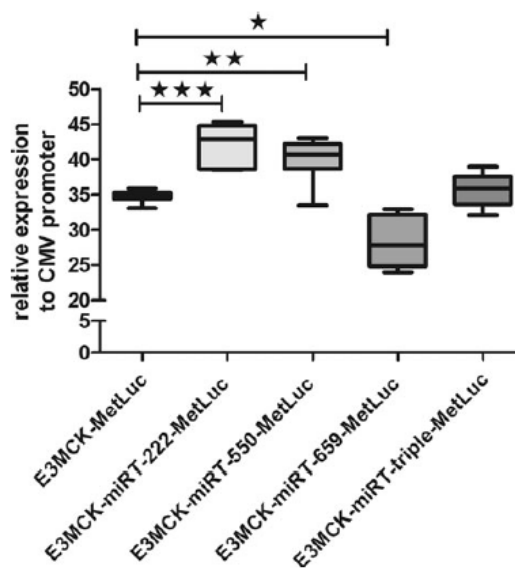 ★
★★
★★★
relative expression
to CMV promoter
50
45
40
35
30
25
20
5
0
E3MCK-MetLuc
E3MCK-miRT-222-MetLuc
E3MCK-miRT-550-MetLuc
E3MCK-miRT-659-MetLuc
E3MCK-miRT-triple-MetLuc